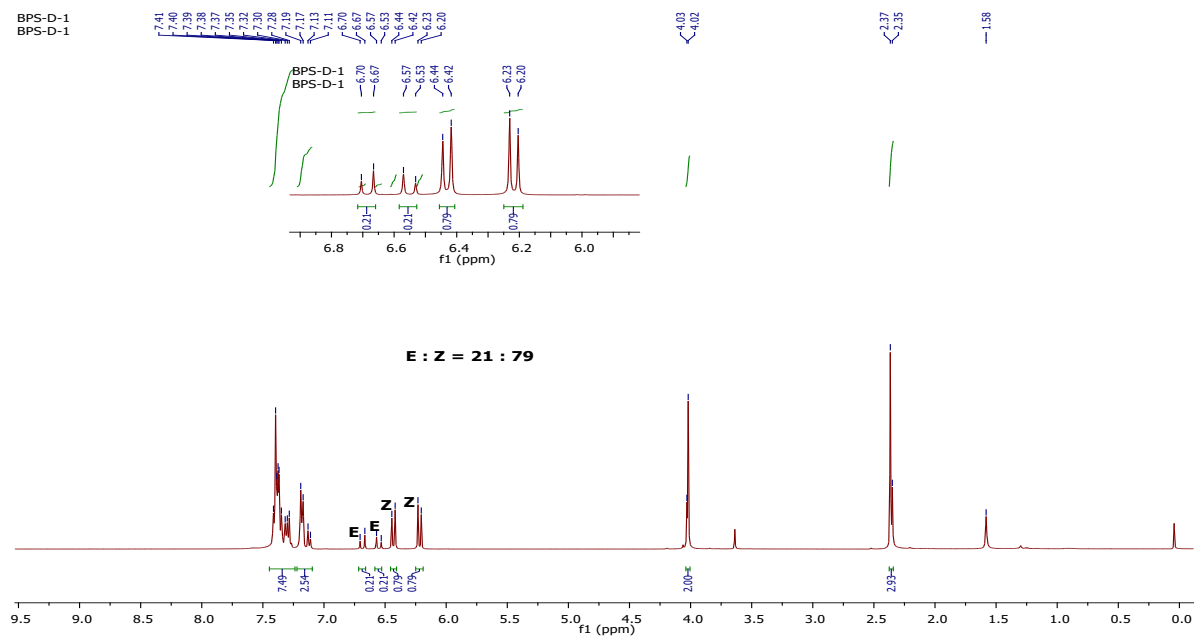 BPS-D-1
BPS-D-1
7.41 7.40 7.39 7.38 7.37 7.35 7.32 7.30 7.28 7.19 7.17 7.13 7.11 6.70 6.67 6.57 6.53 6.44 6.42 6.23 6.20 4.03 4.02 2.37 2.35 1.58
BPS-D-1
BPS-D-1
6.70 6.67 6.57 6.53 6.44 6.42 6.23 6.20
0.21 0.21 0.79 0.79
6.8 6.6 6.4 6.2 6.0
f1 (ppm)
E : Z = 21 : 79
E E Z Z
7.49 2.54 0.21 0.21 0.79 0.79 2.00 2.93
9.5 9.0 8.5 8.0 7.5 7.0 6.5 6.0 5.5 5.0 4.5 4.0 3.5 3.0 2.5 2.0 1.5 1.0 0.5 0.0
f1 (ppm)